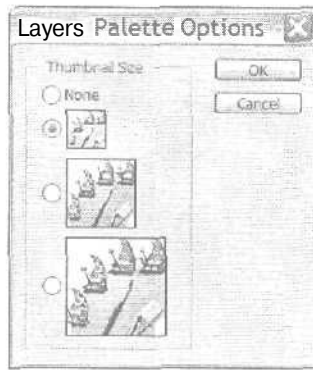 Layers Palette Options
Thumbnail Size
OK
None
Cancel